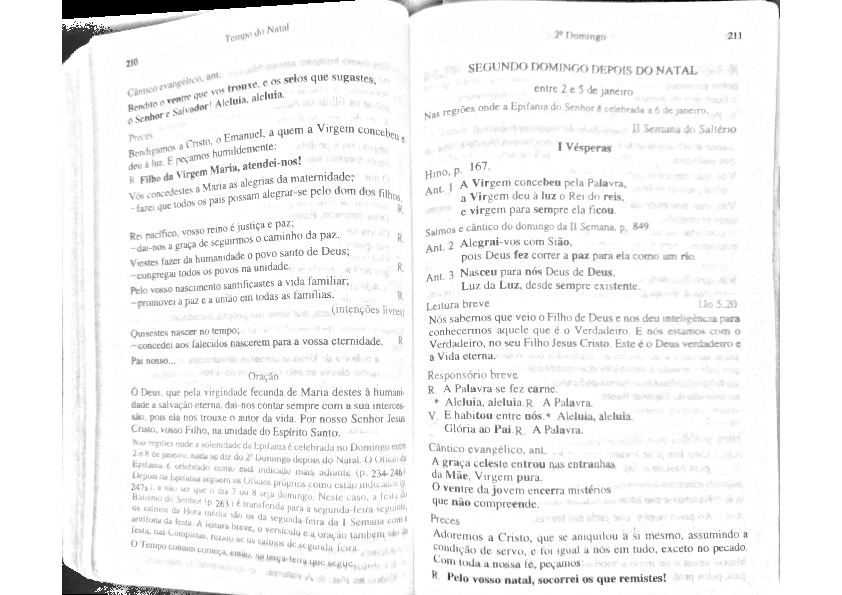 210
Tempo do Natal
Cântico evangélico, ant.
Bendito o ventre que vos trouxe, e os seios que sugastes,
ó Senhor e Salvador! Aleluia, aleluia.
Preces
Bendigamos a Cristo, o Emanuel, a quem a Virgem concebeu e
deu à luz. E peçamos humildemente:
R. Filho da Virgem Maria, atendei-nos!
Vós concedestes a Maria as alegrias da maternidade;
–fazei que todos os pais possam alegrar-se pelo dom dos filhos.
R.
Rei pacífico, vosso reino é justiça e paz;
–dai-nos a graça de seguirmos o caminho da paz. R.
Viestes fazer da humanidade o povo santo de Deus;
–congregai todos os povos na unidade. R.
Pelo vosso nascimento santificastes a vida familiar;
–promovei a paz e a união em todas as famílias. R.
(intenções livres)
Quisestes nascer no tempo;
–concedei aos falecidos nascerem para a vossa eternidade. R
Pai nosso...
Oração
Ó Deus, que pela virgindade fecunda de Maria destes à humani-
dade a salvação eterna, dai-nos contar sempre com a sua interces-
são, pois ela nos trouxe o autor da vida. Por nosso Senhor Jesus
Cristo, vosso Filho, na unidade do Espírito Santo.
Nas regiões onde a solenidade da Epifania é celebrada no Domingo entre
2 e 8 de janeiro, nada se diz do 2º Domingo depois do Natal. O Ofício da
Epifania é celebrado como está indicado mais adiante (p. 234-246)
Depois da Epifania seguem os Ofícios próprios como estão indicados (p.
247s.), a não ser que o dia 7 ou 8 seja domingo. Neste caso, a festa do
Batismo do Senhor (p 263) é transferida para a segunda-feira seguinte,
os salmos da Hora média são os da segunda-feira da I Semana com a
antífona da festa. A leitura breve, o versículo e a oração também são da
festa, nas Completas, rezam-se os salmos de segunda-feira.
O Tempo comum começa, então, na terça-feira que segue.
2º Domingo
211
SEGUNDO DOMINGO DEPOIS DO NATAL
entre 2 e 5 de janeiro
Nas regiões onde a Epifania do Senhor é celebrada a 6 de janeiro.
II Semana do Saltério
I Vésperas
Hino, p. 167.
Ant. 1 A Virgem concebeu pela Palavra,
a Virgem deu à luz o Rei do reis,
e virgem para sempre ela ficou.
Salmos e cântico do domingo da II Semana, p. 849
Ant. 2 Alegrai-vos com Sião,
pois Deus fez correr a paz para ela como um rio.
Ant. 3 Nasceu para nós Deus de Deus,
Luz da Luz, desde sempre existente.
Leitura breve 1Jo 5,20
Nós sabemos que veio o Filho de Deus e nos deu inteligência para
conhecermos aquele que é o Verdadeiro. E nós estamos com o
Verdadeiro, no seu Filho Jesus Cristo. Este é o Deus verdadeiro e
a Vida eterna.
Responsório breve
R. A Palavra se fez carne.
* Aleluia, aleluia. R. A Palavra.
V. E habitou entre nós. * Aleluia, aleluia.
Glória ao Pai. R. A Palavra.
Cântico evangélico, ant.
A graça celeste entrou nas entranhas
da Mãe, Virgem pura.
O ventre da jovem encerra mistérios
que não compreende.
Preces
Adoremos a Cristo, que se aniquilou a si mesmo, assumindo a
condição de servo, e foi igual a nós em tudo, exceto no pecado.
Com toda a nossa fé, peçamos:
R. Pelo vosso natal, socorrei os que remistes!